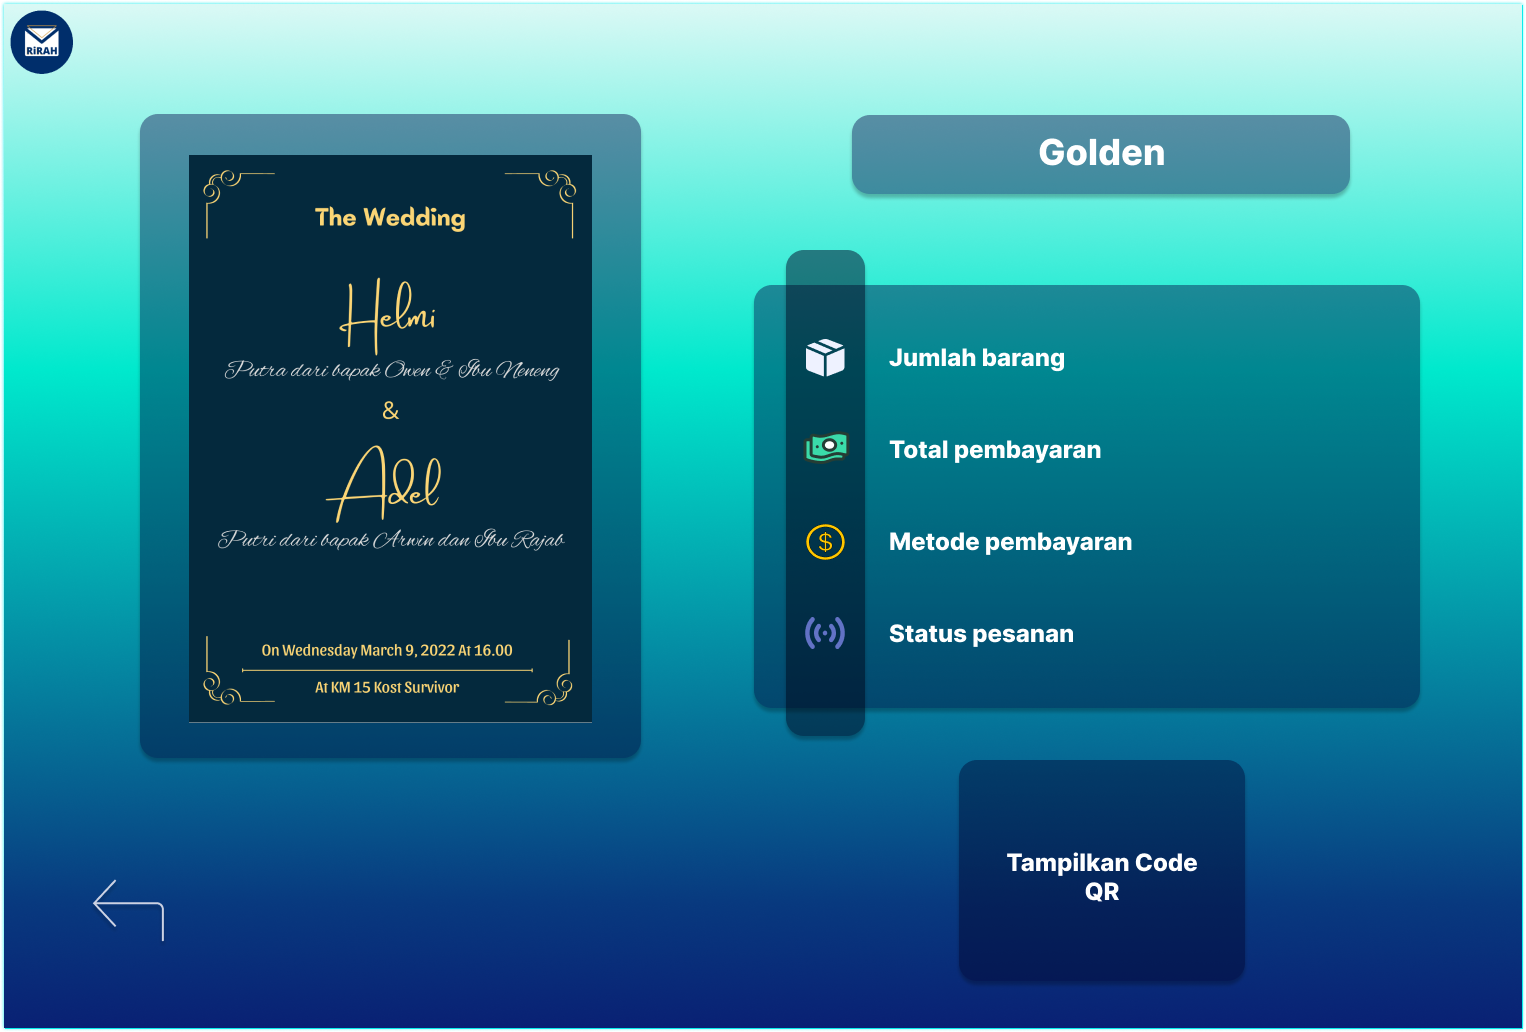 RiRAH
The Wedding
Helmi
Putra dari bapak Owen & Ibu Neneng
&
Adel
Putri dari bapak Arwin dan Ibu Rajab
On Wednesday March 9, 2022 At 16.00
At KM 15 Kost Survivor
Golden
Jumlah barang
Total pembayaran
Metode pembayaran
Status pesanan
Tampilkan Code
QR